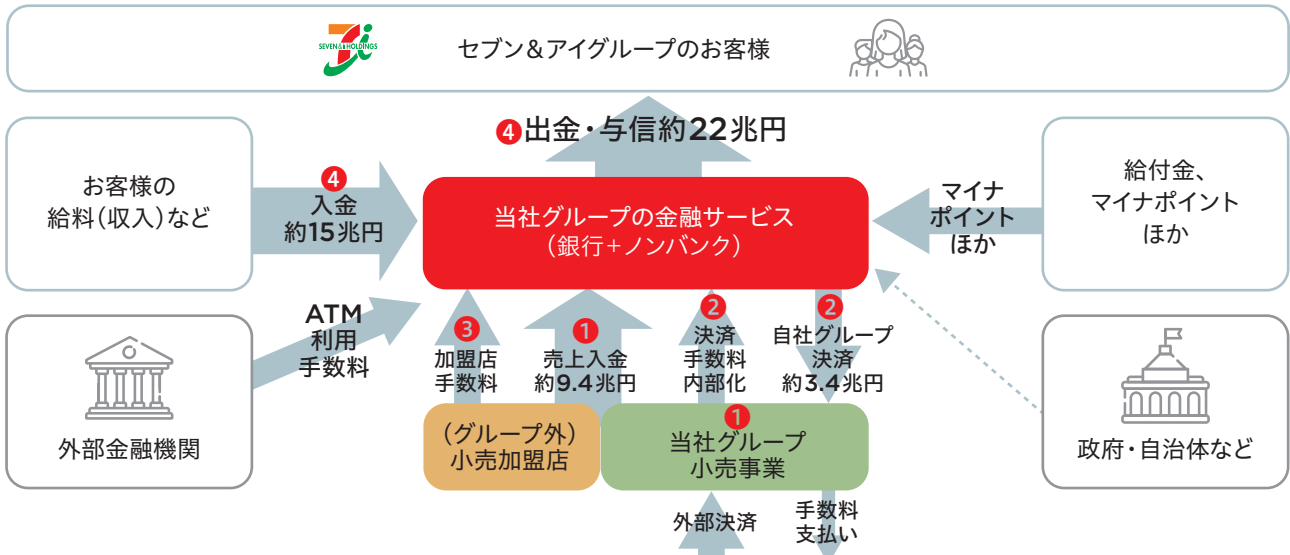 SEVEN&i HOLDINGS
セブン&アイグループのお客様
❹出金・与信約22兆円
お客様の
給料(収入)など
❹
入金
約15兆円
当社グループの金融サービス
(銀行+ノンバンク)
マイナ
ポイント
ほか
給付金、
マイナポイント
ほか
ATM
利用
手数料
外部金融機関
❸
加盟店
手数料
❶
売上入金
約9.4兆円
❷
決済
手数料
内部化
❷
自社グループ
決済
約3.4兆円
(グループ外)
小売加盟店
❶
当社グループ
小売事業
政府・自治体など
外部決済
手数料
支払い